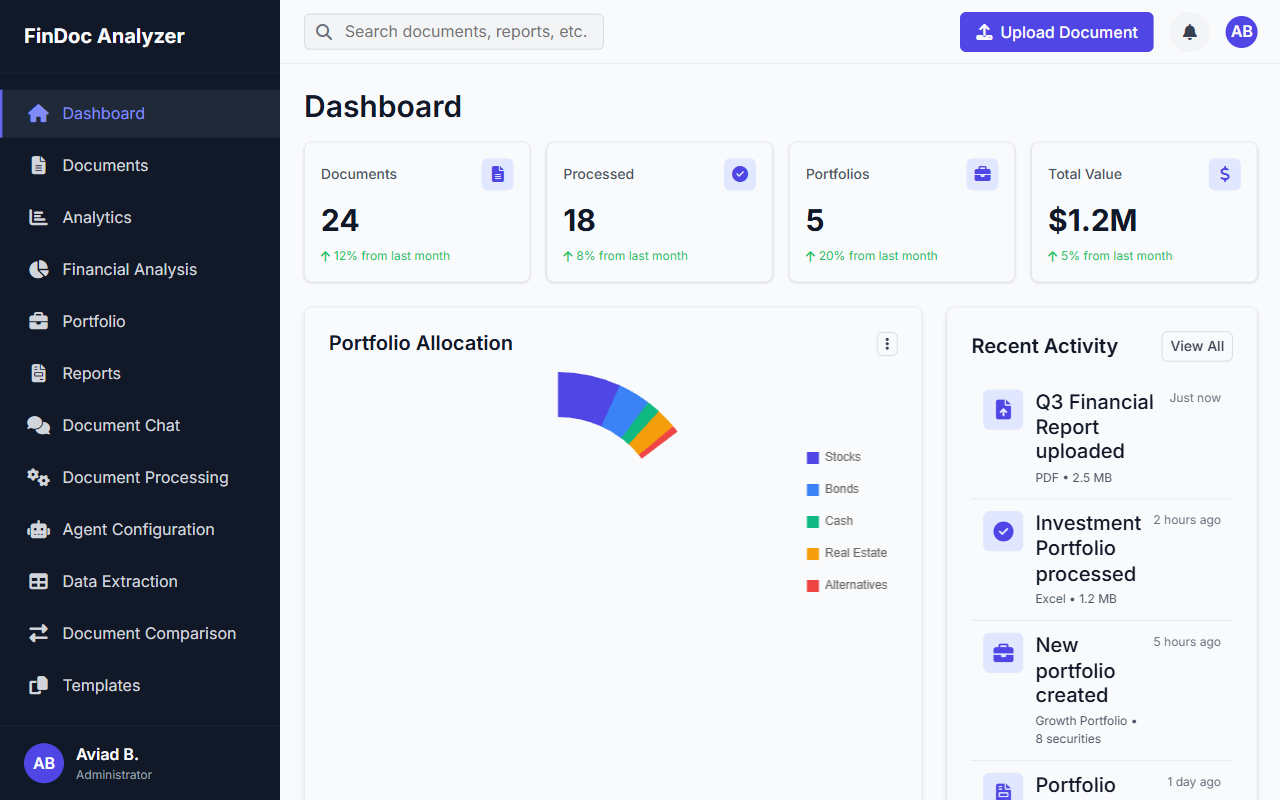 FinDoc Analyzer
Dashboard
Documents
Analytics
Financial Analysis
Portfolio
Reports
Document Chat
Document Processing
Agent Configuration
Data Extraction
Document Comparison
Templates
AB
Aviad B.
Administrator
Search documents, reports, etc.
Upload Document
AB
Dashboard
Documents
24
12% from last month
Processed
18
8% from last month
Portfolios
5
20% from last month
Total Value
$
$1.2M
5% from last month
Portfolio Allocation
Stocks
Bonds
Cash
Real Estate
Alternatives
Recent Activity
View All
Q3 Financial
Report
uploaded
Just now
PDF • 2.5 MB
Investment
Portfolio
processed
2 hours ago
Excel • 1.2 MB
New
portfolio
created
5 hours ago
Growth Portfolio •
8 securities
Portfolio
1 day ago